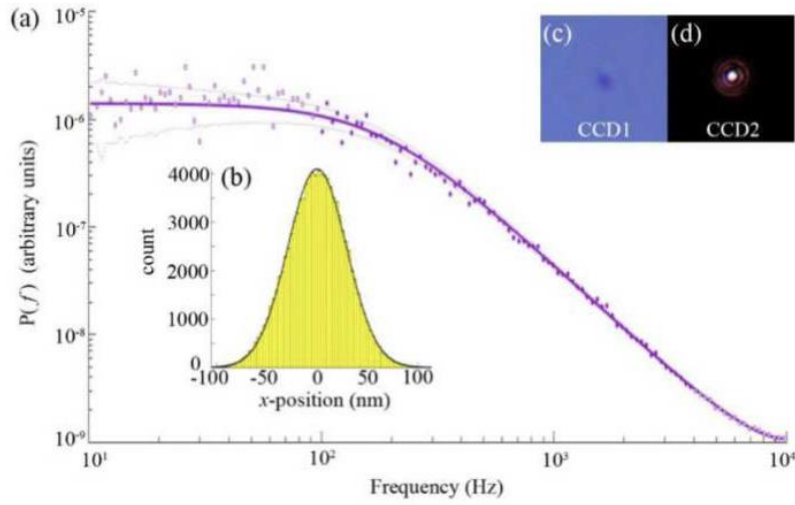 (a)
10-5
10-6
10-7
10-8
10-9
P(f) (arbitrary units)
10¹
10²
10³
10⁴
Frequency (Hz)
(b)
4000
3000
2000
1000
0
count
-100
-50
0
50
100
x-position (nm)
(c)
CCD1
(d)
CCD2